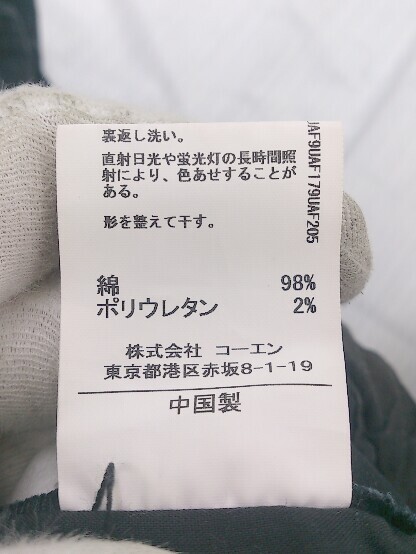 裏返し洗い。
直射日光や蛍光灯の長時間照
射により、色あせすることが
ある。
形を整えて干す。
綿 98%
ポリウレタン 2%
株式会社 コーエン
東京都港区赤坂8-1-19
中国製
UAF9UAF179UAF205